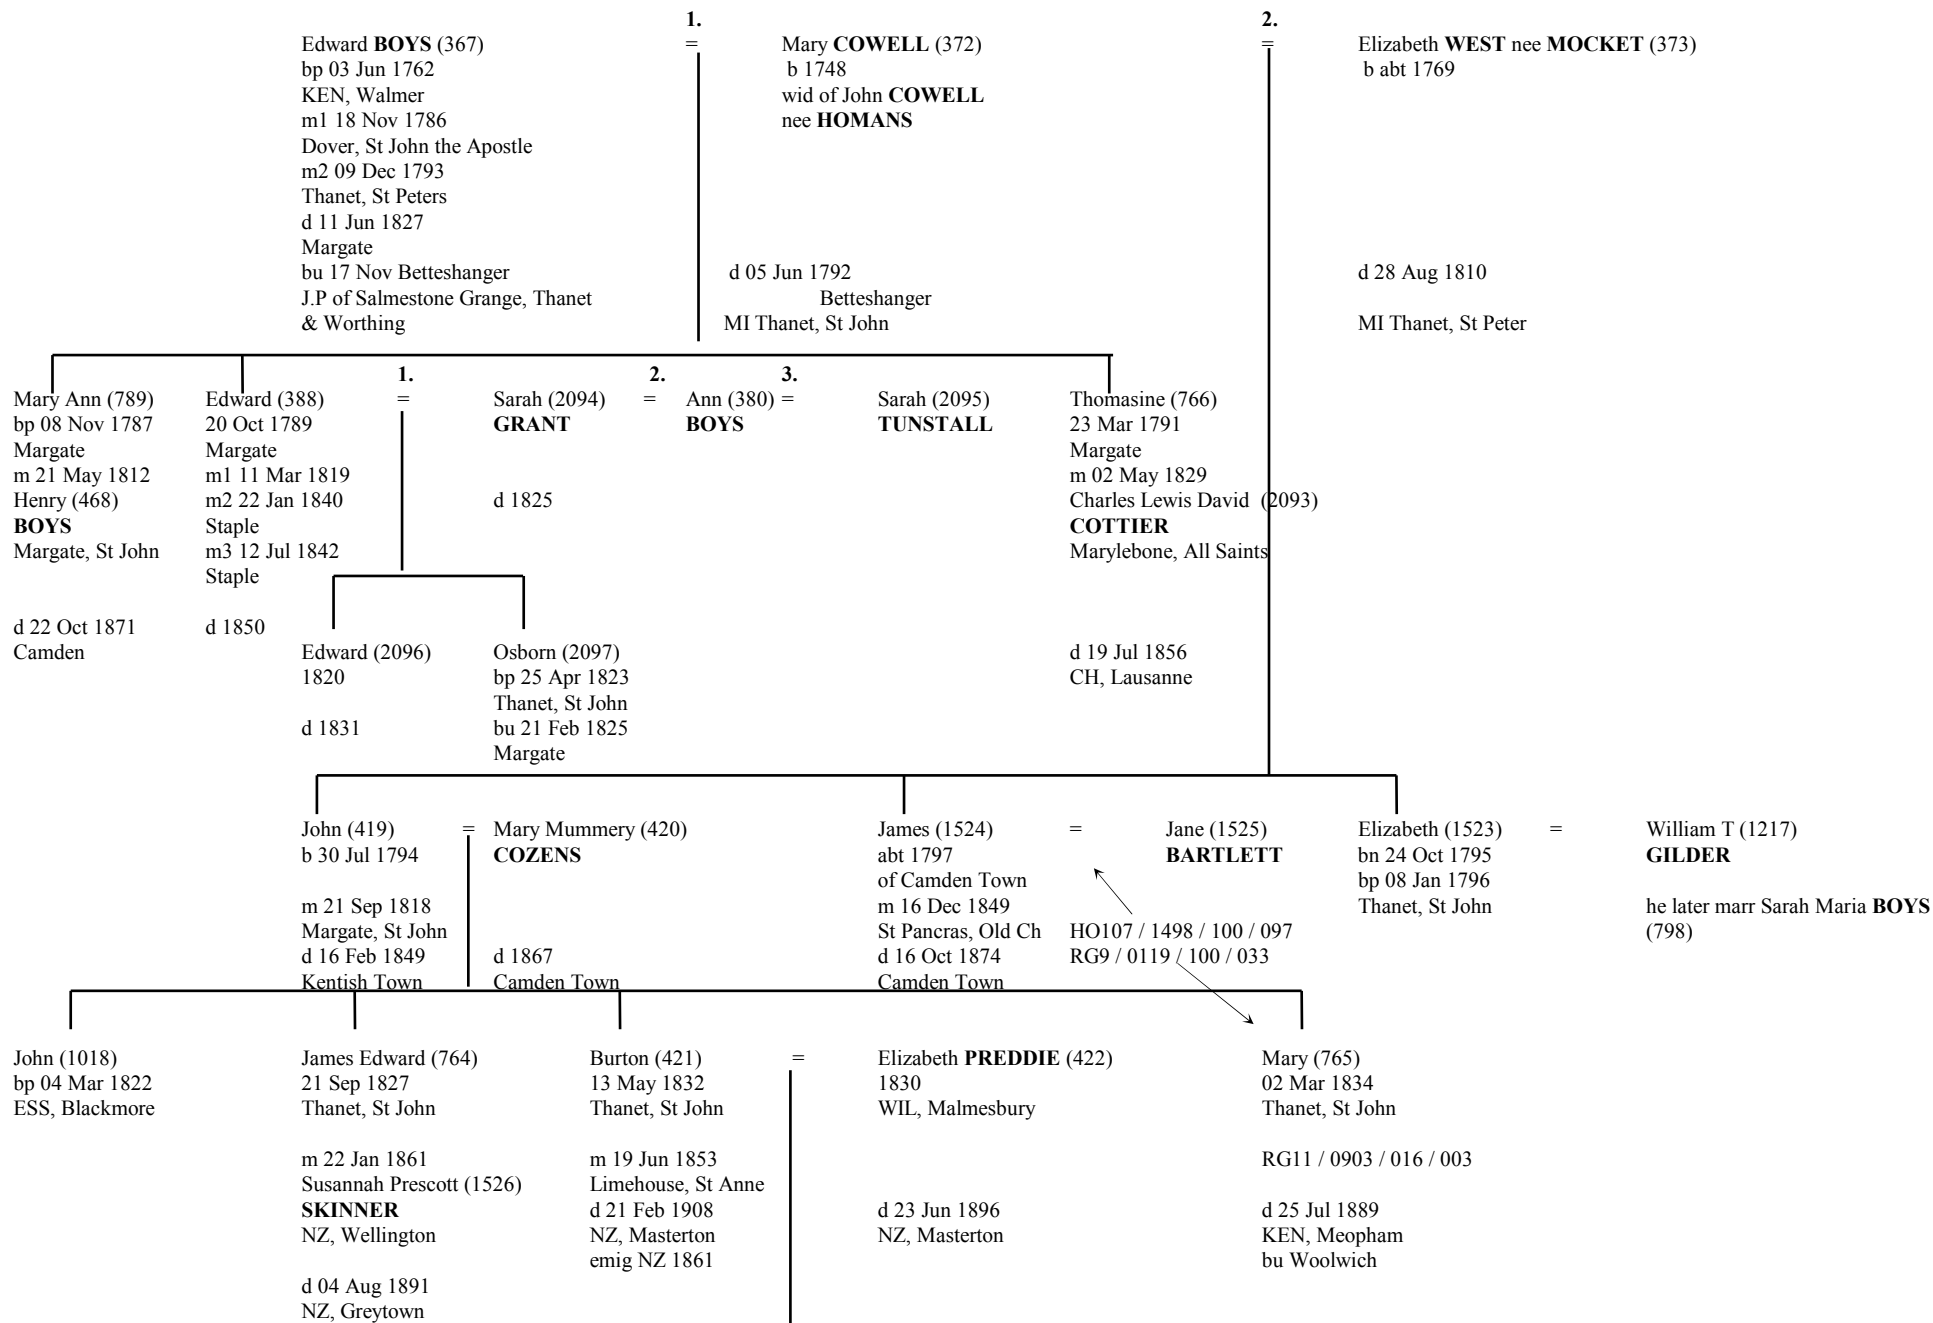 1.
2.
Edward BOYS (367)
bp 03 Jun 1762
KEN, Walmer
m1 18 Nov 1786
Dover, St John the Apostle
m2 09 Dec 1793
Thanet, St Peters
d 11 Jun 1827
Margate
bu 17 Nov Betteshanger
J.P of Salmestone Grange, Thanet
& Worthing
=
Mary COWELL (372)
b 1748
wid of John COWELL
nee HOMANS
d 05 Jun 1792
Betteshanger
MI Thanet, St John
=
Elizabeth WEST nee MOCKET (373)
b abt 1769
d 28 Aug 1810
MI Thanet, St Peter
Mary Ann (789)
bp 08 Nov 1787
Margate
m 21 May 1812
Henry (468)
BOYS
Margate, St John
d 22 Oct 1871
Camden
Edward (388)
20 Oct 1789
Margate
m1 11 Mar 1819
m2 22 Jan 1840
Staple
m3 12 Jul 1842
Staple
d 1850
1.
=
Sarah (2094)
GRANT
d 1825
2.
=
Ann (380)
BOYS
3.
=
Sarah (2095)
TUNSTALL
Thomasine (766)
23 Mar 1791
Margate
m 02 May 1829
Charles Lewis David (2093)
COTTIER
Marylebone, All Saints
d 19 Jul 1856
CH, Lausanne
Edward (2096)
1820
d 1831
Osborn (2097)
bp 25 Apr 1823
Thanet, St John
bu 21 Feb 1825
Margate
John (419)
b 30 Jul 1794
m 21 Sep 1818
Margate, St John
d 16 Feb 1849
Kentish Town
=
Mary Mummery (420)
COZENS
d 1867
Camden Town
James (1524)
abt 1797
of Camden Town
m 16 Dec 1849
St Pancras, Old Ch
d 16 Oct 1874
Camden Town
=
Jane (1525)
BARTLETT
HO107 / 1498 / 100 / 097
RG9 / 0119 / 100 / 033
Elizabeth (1523)
bn 24 Oct 1795
bp 08 Jan 1796
Thanet, St John
=
William T (1217)
GILDER
he later marr Sarah Maria BOYS
(798)
John (1018)
bp 04 Mar 1822
ESS, Blackmore
James Edward (764)
21 Sep 1827
Thanet, St John
m 22 Jan 1861
Susannah Prescott (1526)
SKINNER
NZ, Wellington
d 04 Aug 1891
NZ, Greytown
Burton (421)
13 May 1832
Thanet, St John
m 19 Jun 1853
Limehouse, St Anne
d 21 Feb 1908
NZ, Masterton
emig NZ 1861
=
Elizabeth PREDDIE (422)
1830
WIL, Malmesbury
d 23 Jun 1896
NZ, Masterton
Mary (765)
02 Mar 1834
Thanet, St John
RG11 / 0903 / 016 / 003
d 25 Jul 1889
KEN, Meopham
bu Woolwich